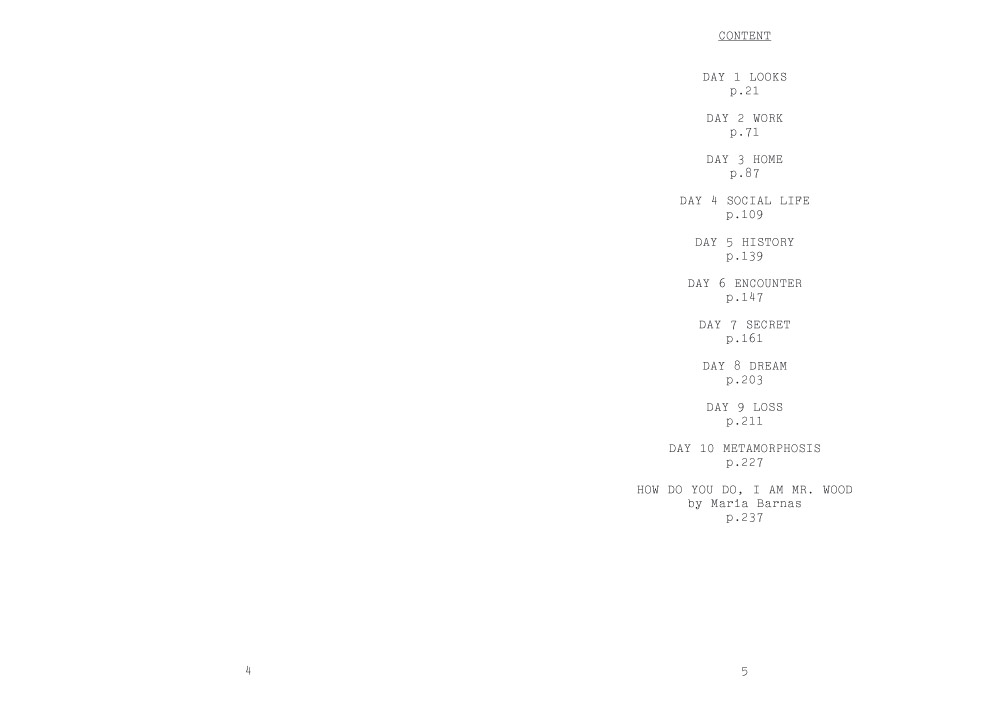 CONTENT
DAY 1 LOOKS
p.21
DAY 2 WORK
p.71
DAY 3 HOME
p.87
DAY 4 SOCIAL LIFE
p.109
DAY 5 HISTORY
p.139
DAY 6 ENCOUNTER
p.147
DAY 7 SECRET
p.161
DAY 8 DREAM
p.203
DAY 9 LOSS
p.211
DAY 10 METAMORPHOSIS
p.227
HOW DO YOU DO, I AM MR. WOOD
by Maria Barnas
p.237
4
5